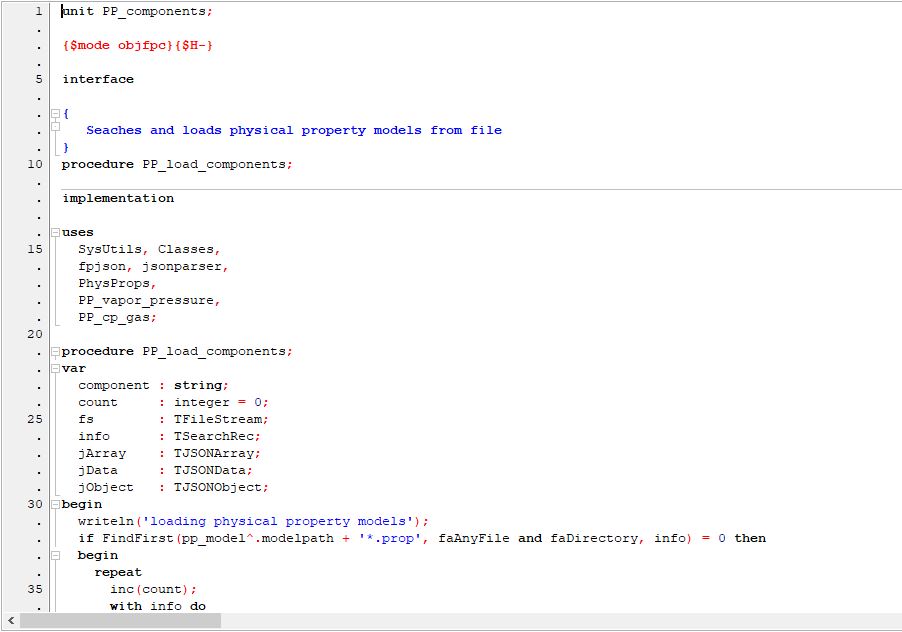 1 unit PP_components;
.
. {$mode objfpc}{$H-}
.
5 interface
.
. {
. Seaches and loads physical property models from file
. }
10 procedure PP_load_components;
.
. implementation
.
. uses
15 SysUtils, Classes,
. fpjson, jsonparser,
. PhysProps,
. PP_vapor_pressure,
. PP_cp_gas;
20
. procedure PP_load_components;
. var
. component : string;
. count : integer = 0;
25 fs : TFileStream;
. info : TSearchRec;
. jArray : TJSONArray;
. jData : TJSONData;
. jObject : TJSONObject;
30 begin
. writeln('loading physical property models');
. if FindFirst(pp_model^.modelpath + '*.prop', faAnyFile and faDirectory, info) = 0 then
. begin
. repeat
35 inc(count);
. with info do